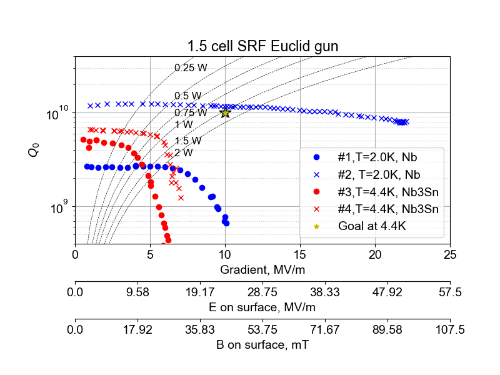 1.5 cell SRF Euclid gun
0.25 W
0.5 W
0.75 W
1 W
1.5 W
2 W
Q0
10^10
10^9
#1,T=2.0K, Nb
#2, T=2.0K, Nb
#3,T=4.4K, Nb3Sn
#4,T=4.4K, Nb3Sn
Goal at 4.4K
0 5 10 15 20 25
Gradient, MV/m
0.0 9.58 19.17 28.75 38.33 47.92 57.5
E on surface, MV/m
0.0 17.92 35.83 53.75 71.67 89.58 107.5
B on surface, mT